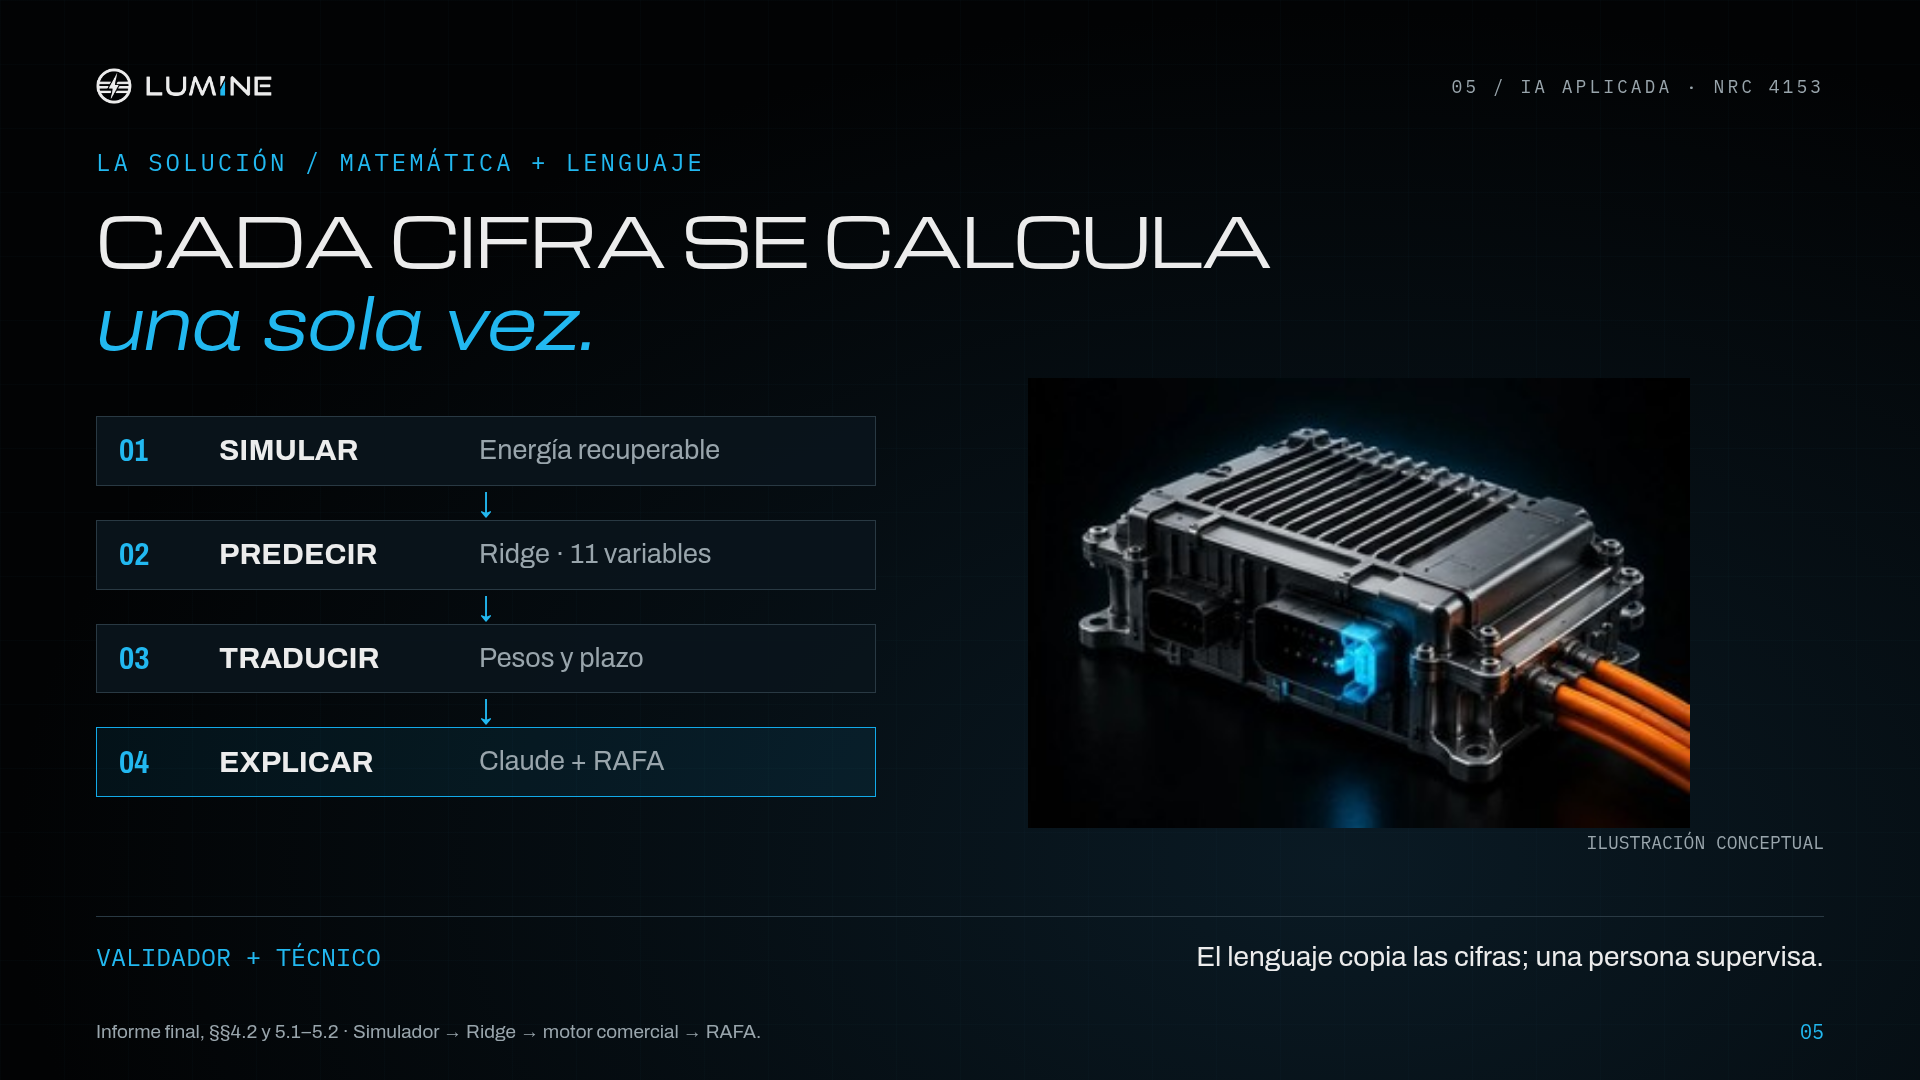 LUMINE
05 / IA APLICADA · NRC 4153
LA SOLUCIÓN / MATEMÁTICA + LENGUAJE
CADA CIFRA SE CALCULA
una sola vez.
01 SIMULAR Energía recuperable
↓
02 PREDECIR Ridge · 11 variables
↓
03 TRADUCIR Pesos y plazo
↓
04 EXPLICAR Claude + RAFA
ILUSTRACIÓN CONCEPTUAL
VALIDADOR + TÉCNICO
El lenguaje copia las cifras; una persona supervisa.
Informe final, §§4.2 y 5.1–5.2 · Simulador → Ridge → motor comercial → RAFA.
05